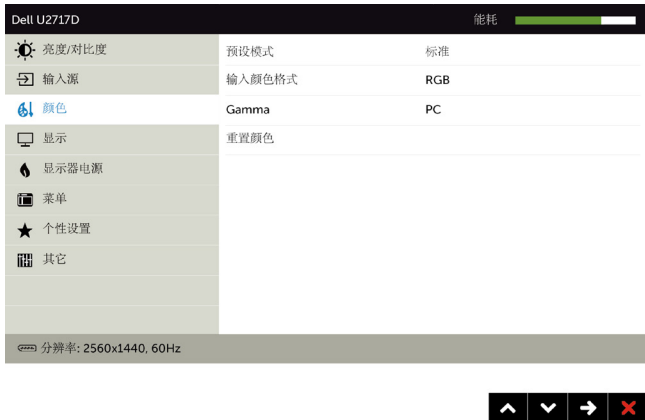 Dell U2717D 能耗
亮度/对比度
预设模式 标准
输入源
输入颜色格式 RGB
颜色
Gamma PC
显示
重置颜色
显示器电源
菜单
个性设置
其它
分辨率: 2560x1440, 60Hz